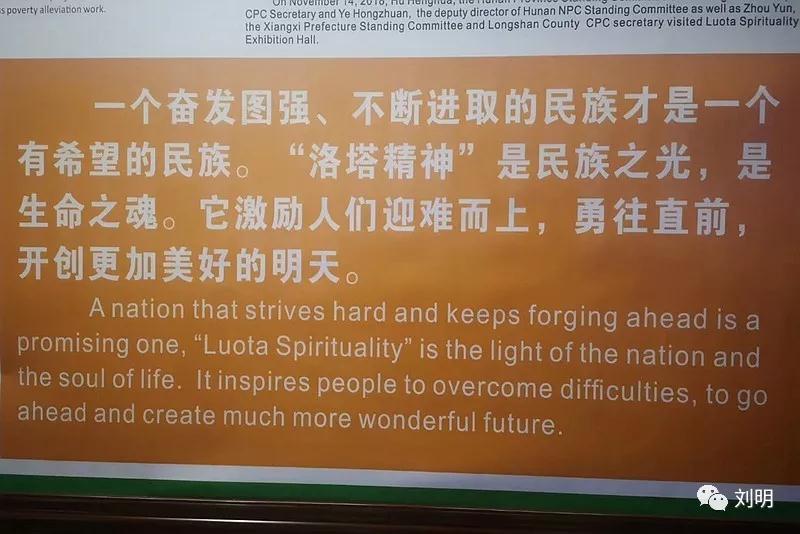 s poverty alleviation work.
CPC Secretary and Ye Hongzhuan, the deputy director of Hunan NPC Standing Committee as well as Zhou Yun,
the Xiangxi Prefecture Standing Committee and Longshan County CPC secretary visited Luota Spirituality
Exhibition Hall.
一个奋发图强、不断进取的民族才是一个
有希望的民族。“洛塔精神”是民族之光，是
生命之魂。它激励人们迎难而上，勇往直前，
开创更加美好的明天。
A nation that strives hard and keeps forging ahead is a
promising one, “Luota Spirituality” is the light of the nation and
the soul of life. It inspires people to overcome difficulties, to go
ahead and create much more wonderful future.
刘明